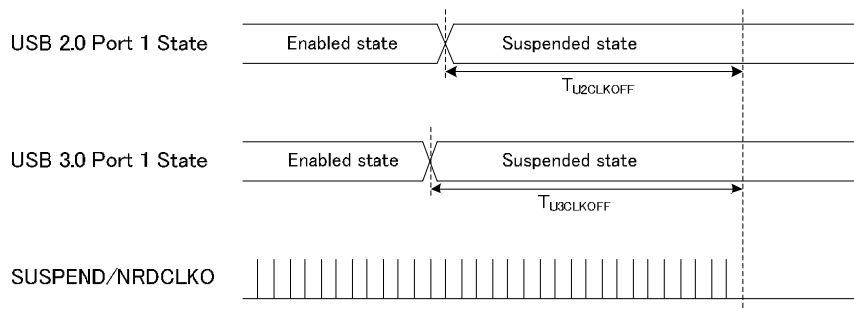 USB 2.0 Port 1 State
Enabled state
Suspended state
TU2CLKOFF
USB 3.0 Port 1 State
Enabled state
Suspended state
TU3CLKOFF
SUSPEND/NRDCLKO